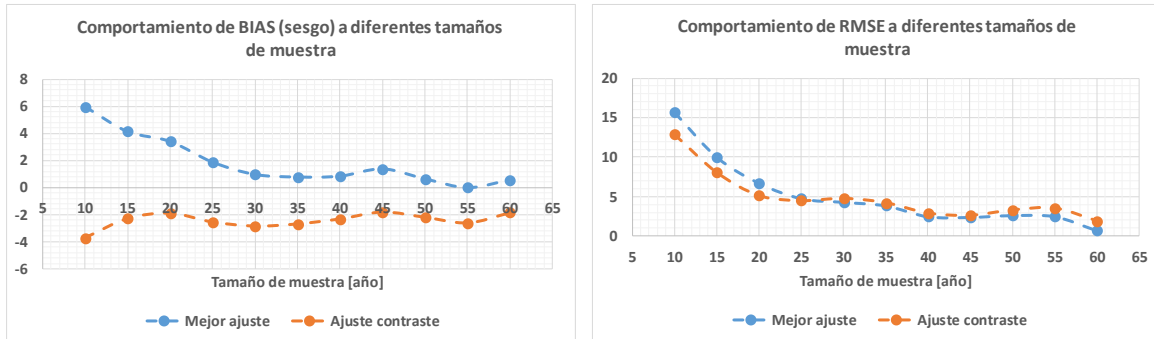 Comportamiento de BIAS (sesgo) a diferentes tamaños
de muestra
8
6
4
2
0
-2
-4
-6
5 10 15 20 25 30 35 40 45 50 55 60 65
Tamaño de muestra [año]
Mejor ajuste Ajuste contraste
Comportamiento de RMSE a diferentes tamaños de
muestra
20
15
10
5
0
5 10 15 20 25 30 35 40 45 50 55 60 65
Tamaño de muestra [año]
Mejor ajuste Ajuste contraste